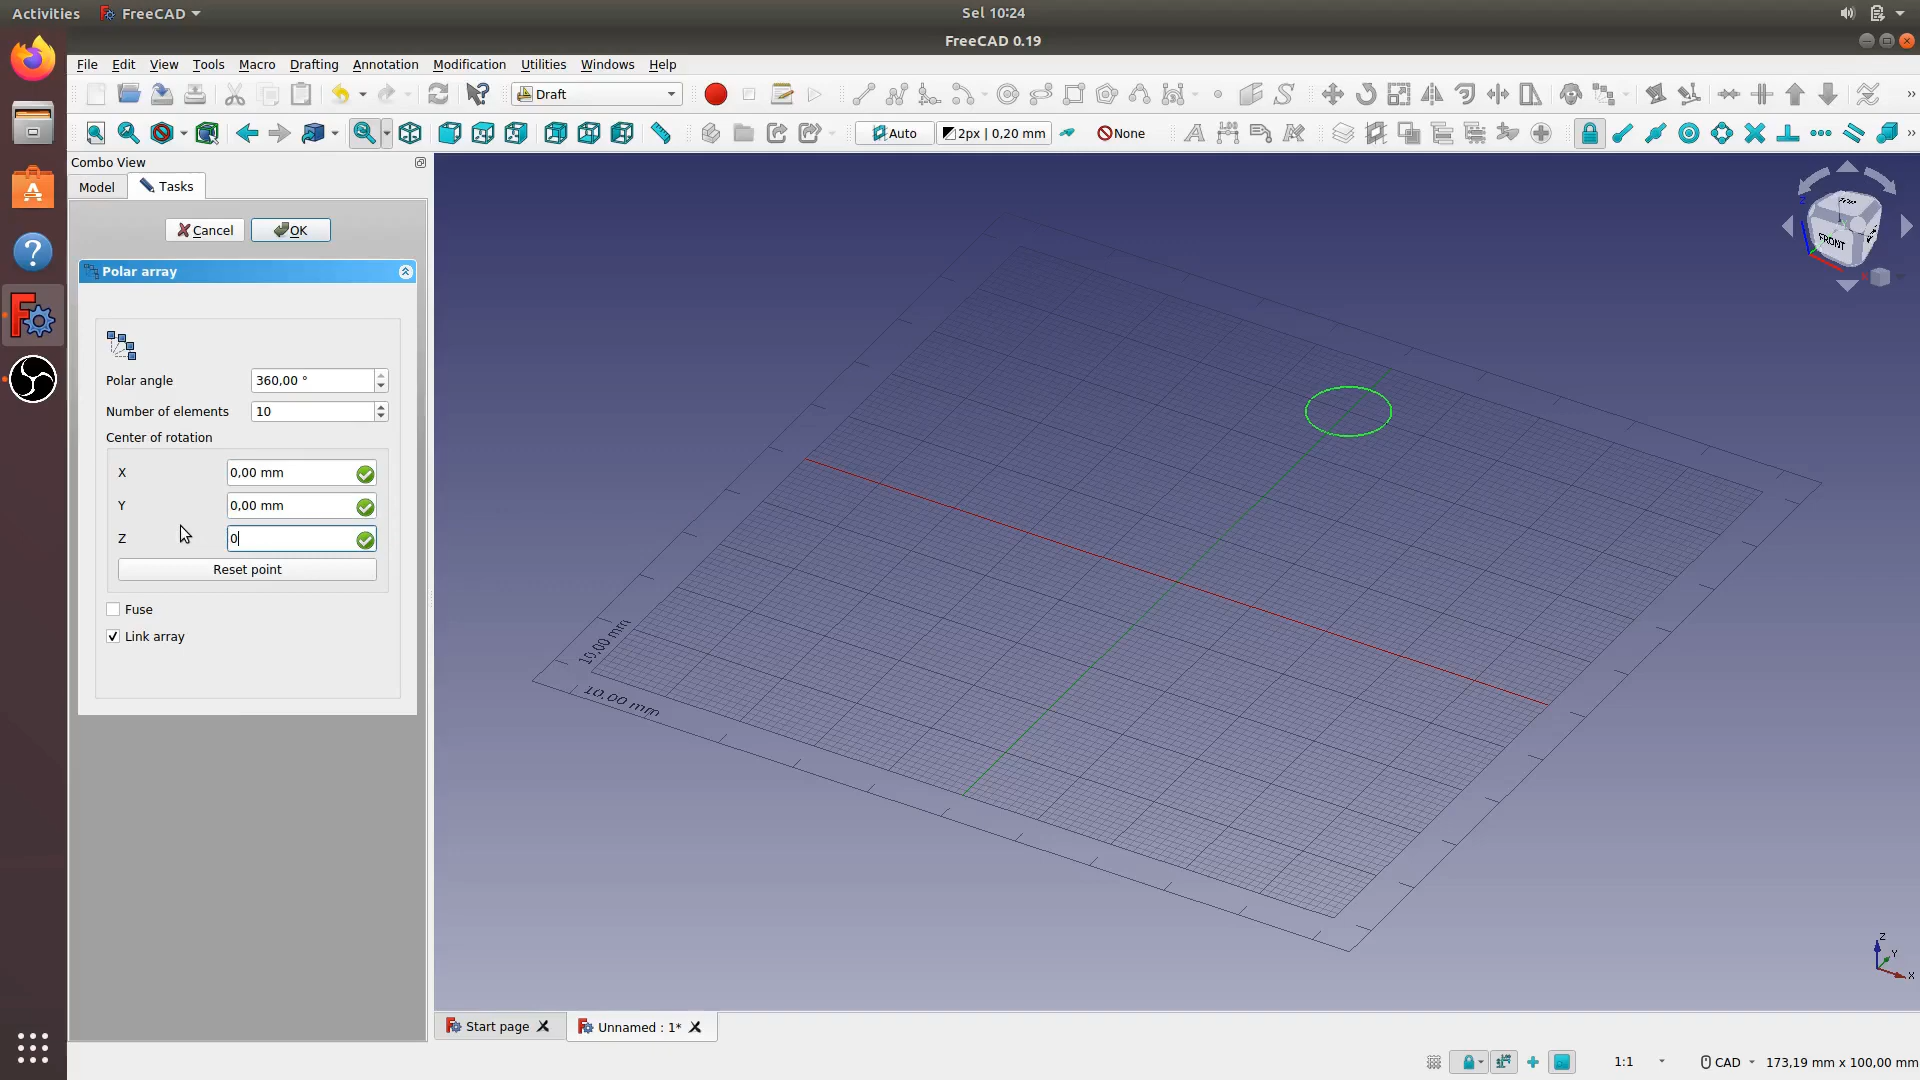 Activities FreeCAD Sel 10:24
FreeCAD 0.19
File Edit View Tools Macro Drafting Annotation Modification Utilities Windows Help
Draft
Auto 2px | 0,20 mm None
Combo View
Model Tasks
Cancel OK
Polar array
Polar angle 360,00 °
Number of elements 10
Center of rotation
X 0,00 mm
Y 0,00 mm
Z 0
Reset point
Fuse
Link array
10,00 mm
10,00 mm
FRONT
Z
Y
X
Start page Unnamed : 1*
1:1 CAD 173,19 mm x 100,00 mm